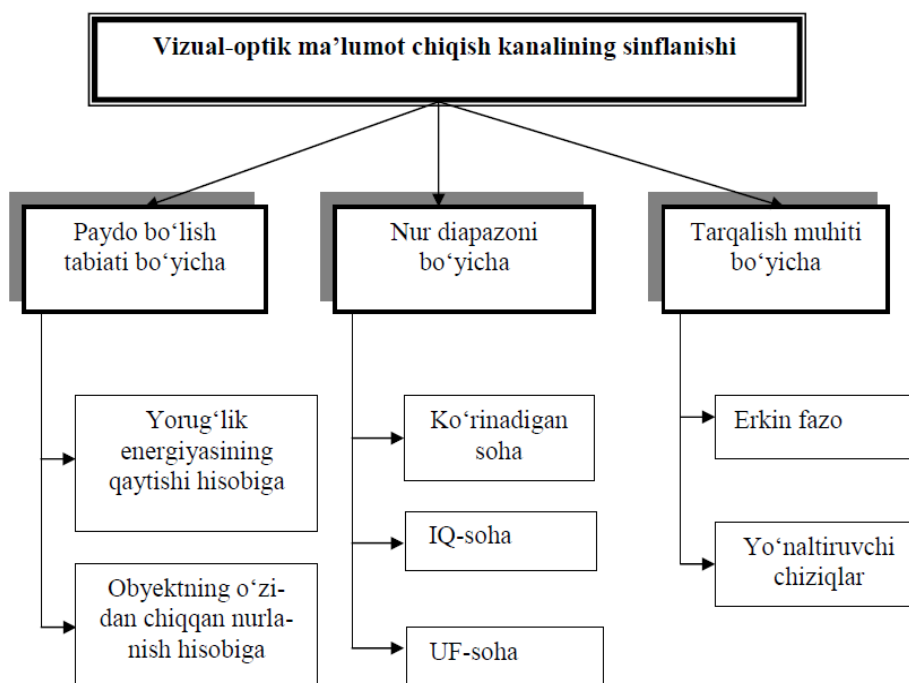 Vizual-optik ma’lumot chiqish kanalining sinflanishi
Paydo bo‘lish
tabiati bo‘yicha
Yorug‘lik
energiyasining
qaytishi hisobiga
Obyektning o‘zi-
dan chiqqan nurla-
nish hisobiga
Nur diapazoni
bo‘yicha
Ko‘rinadigan
soha
IQ-soha
UF-soha
Tarqalish muhiti
bo‘yicha
Erkin fazo
Yo‘naltiruvchi
chiziqlar